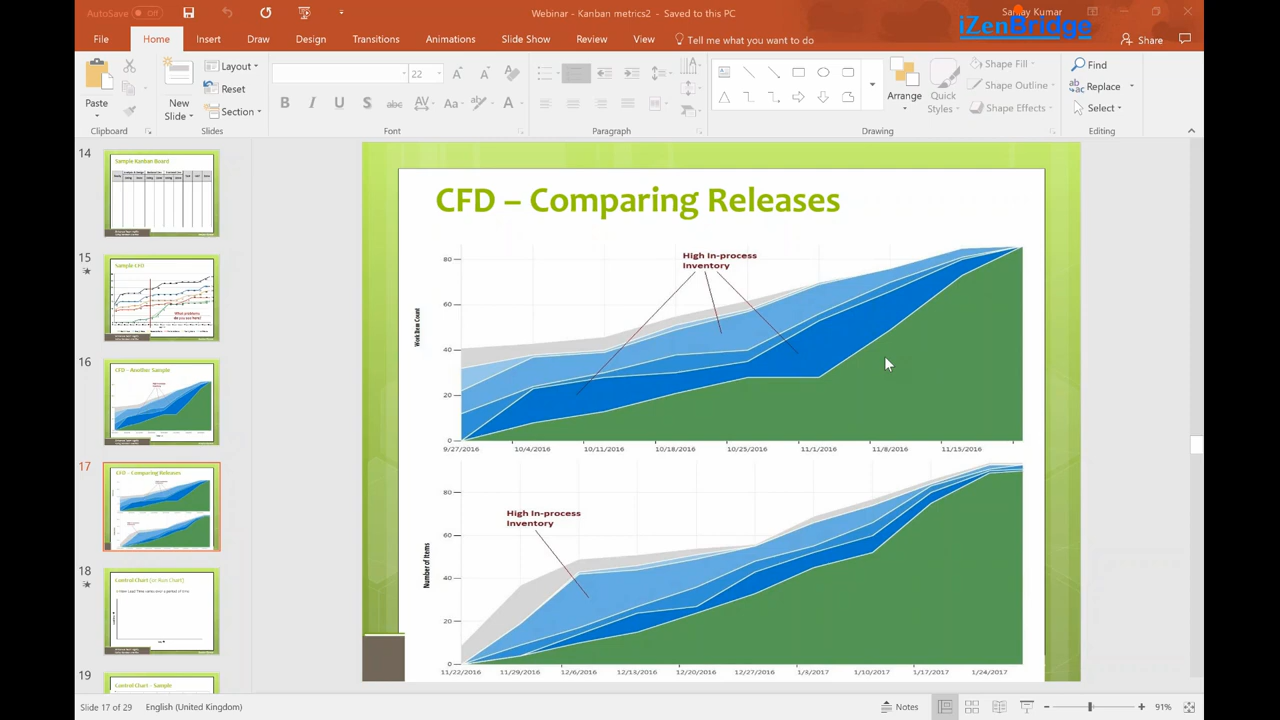 AutoSave Off
Webinar - Kanban metrics2 - Saved to this PC
Sanjay Kumar
iZenBridge
File Home Insert Draw Design Transitions Animations Slide Show Review View Tell me what you want to do Share
Paste
New Slide
Layout
Reset
Section
22
Arrange
Quick Styles
Shape Fill
Shape Outline
Shape Effects
Find
Replace
Select
Clipboard Slides Font Paragraph Drawing Editing
14
Sample Kanban Board
15
Sample CFD
What problems do you see here?
16
CFD - Another Sample
17
CFD - Comparing Releases
18
Control Chart (or Run Chart)
19
Control Chart - Sample
CFD – Comparing Releases
High In-process
Inventory
Work Item Count
80
60
40
20
0
9/27/2016 10/4/2016 10/11/2016 10/18/2016 10/25/2016 11/1/2016 11/8/2016 11/15/2016
High In-process
Inventory
Number of Items
80
60
40
20
0
11/22/2016 11/29/2016 12/6/2016 12/13/2016 12/20/2016 12/27/2016 1/3/2017 1/10/2017 1/17/2017 1/24/2017
Slide 17 of 29 English (United Kingdom) Notes 91%